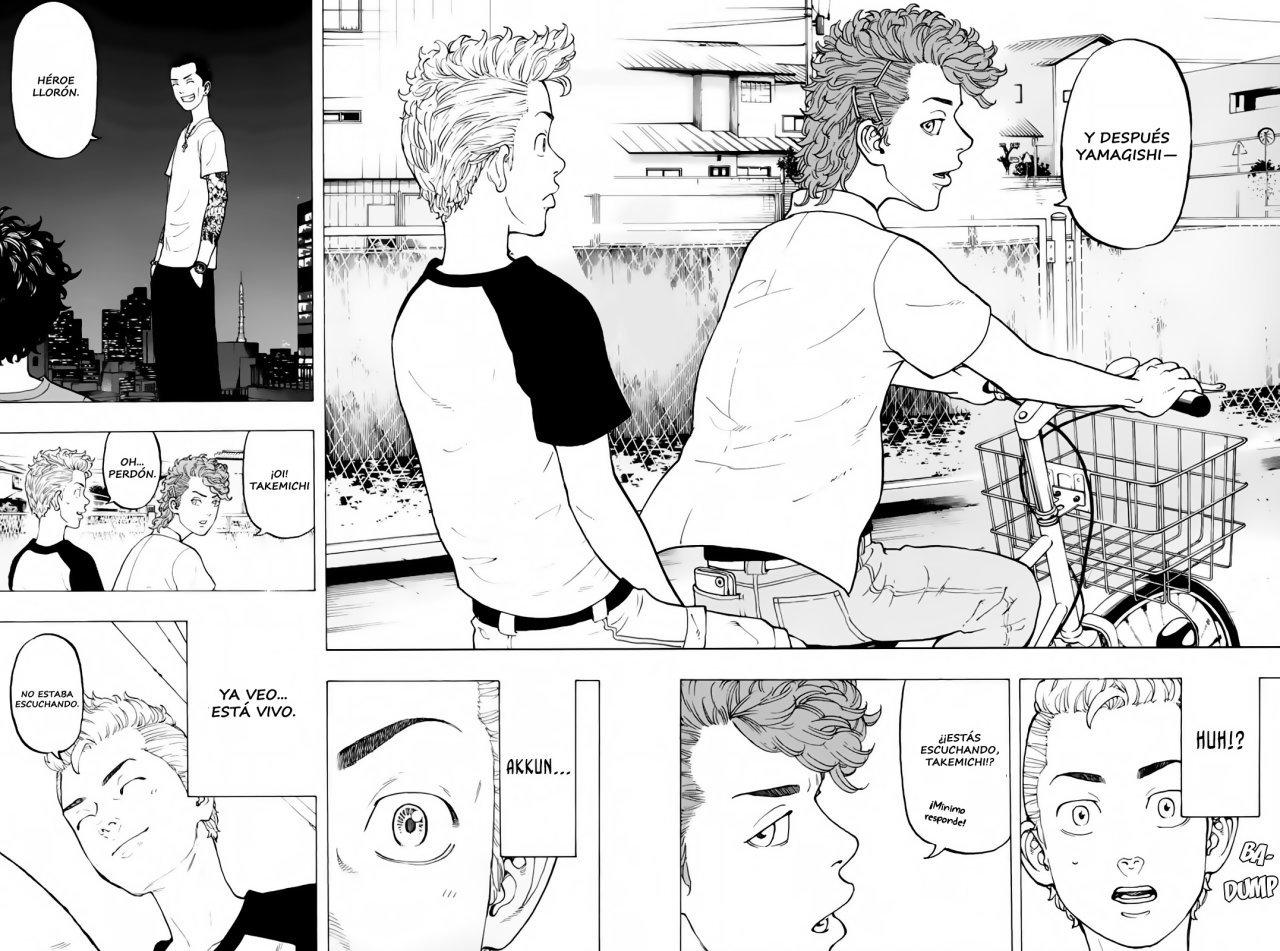 Y DESPUÉS
YAMAGISHI—
HUH!?
BA-
DUMP
¿¡ESTÁS
ESCUCHANDO,
TAKEMICHI!?
¡Mínimo
responde!
AKKUN...
HÉROE
LLORÓN.
¡OI!
TAKEMICHI
OH...
PERDÓN.
YA VEO...
ESTÁ VIVO.
NO ESTABA
ESCUCHANDO.